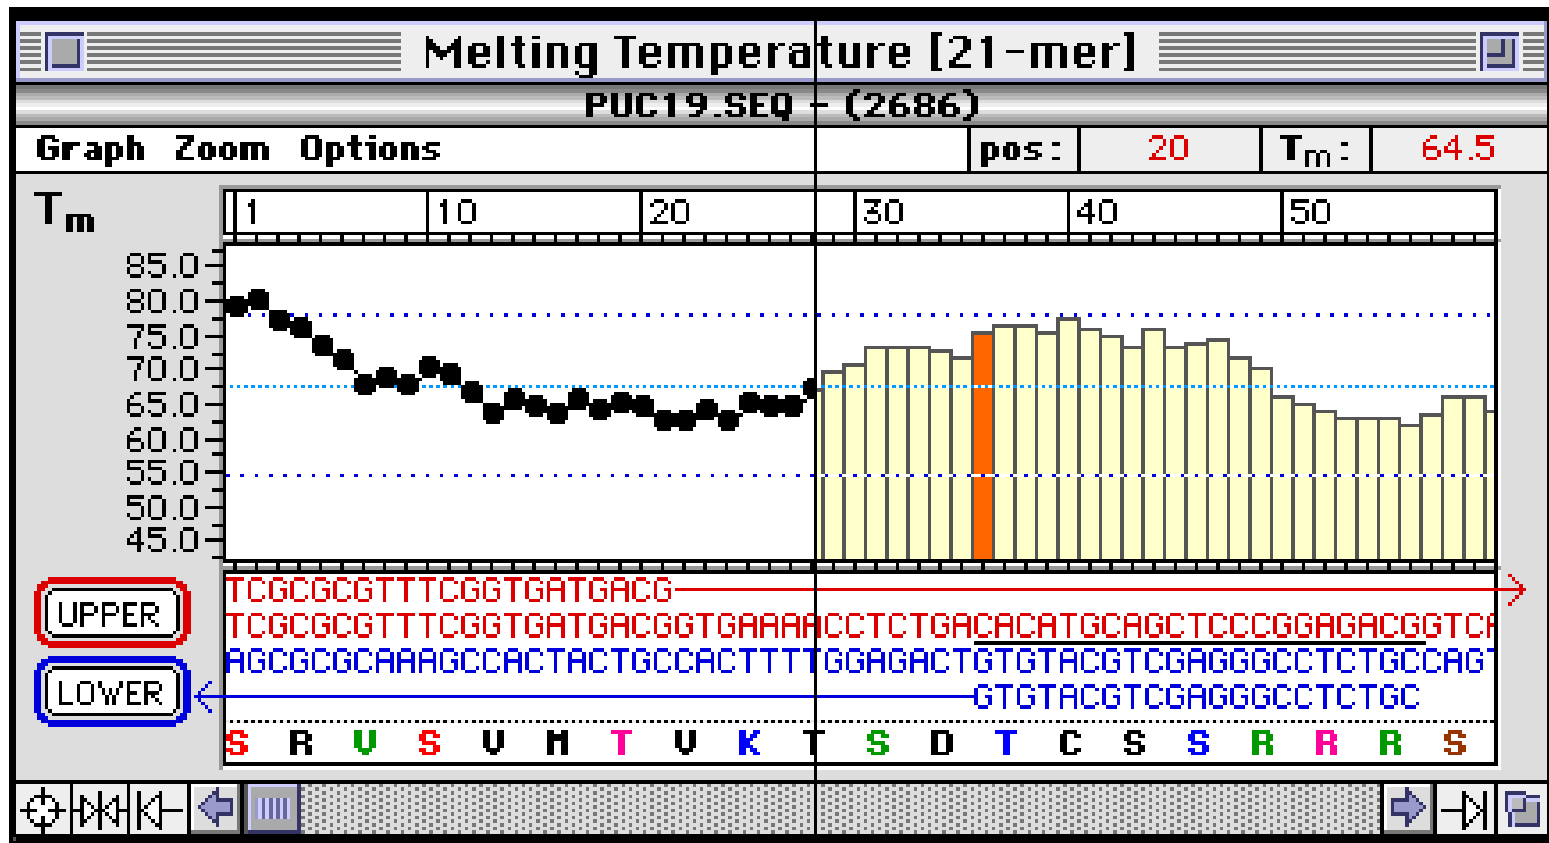 Melting Temperature [21-mer]
PUC19.SEQ - (2686)
Graph Zoom Options pos: 20 Tm: 64.5
Tm 1 10 20 30 40 50
85.0
80.0
75.0
70.0
65.0
60.0
55.0
50.0
45.0
TCGCGCGTTTCGGTGATGACG
UPPER
TCGCGCGTTTCGGTGATGACGGTGAAAACCTCTGACACATGCAGCTCCCGGAGACGGTCA
AGCGCGCAAAGCCACTACTGCCACTTTTGGAGACTGTGTACGTCGAGGGCCTCTGCCAGT
LOWER GTGTACGTCGAGGGCCTCTGC
S R V S V M T V K T S D T C S S R R R S